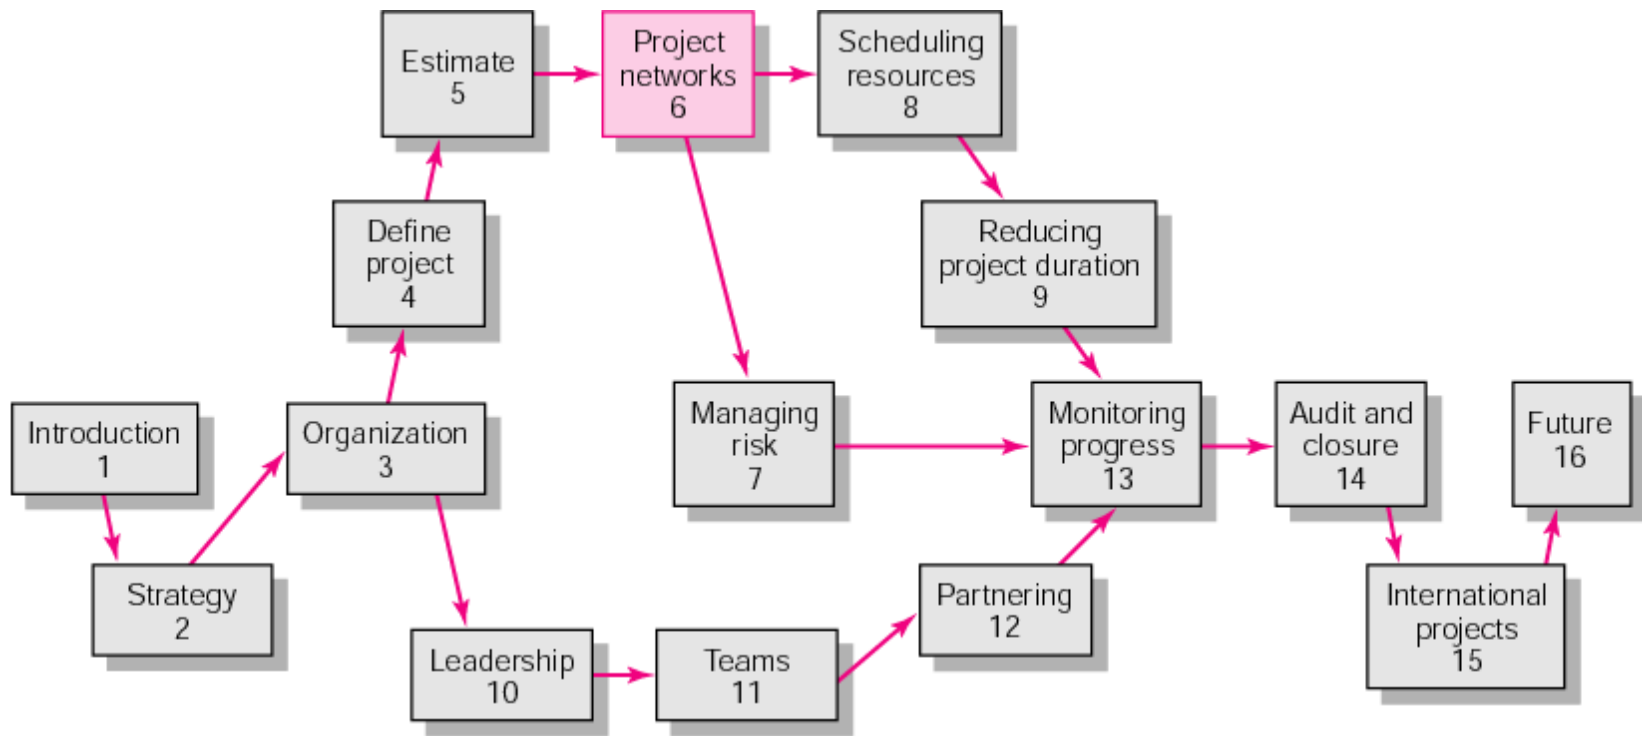 Estimate
5
Project
networks
6
Scheduling
resources
8
Define
project
4
Reducing
project duration
9
Introduction
1
Organization
3
Managing
risk
7
Monitoring
progress
13
Audit and
closure
14
Future
16
Strategy
2
Leadership
10
Teams
11
Partnering
12
International
projects
15